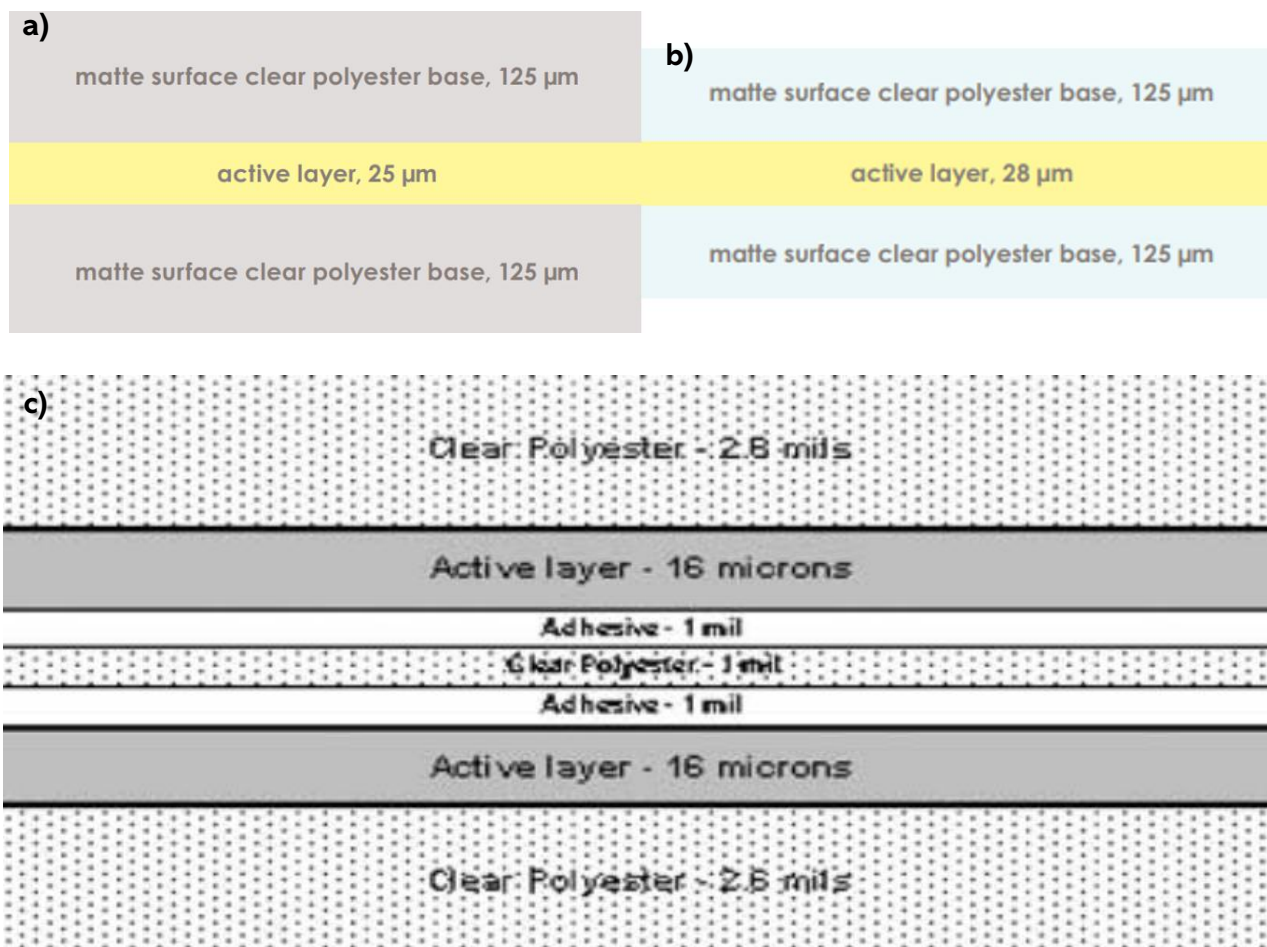 a)
matte surface clear polyester base, 125 µm
active layer, 25 µm
matte surface clear polyester base, 125 µm
b)
matte surface clear polyester base, 125 µm
active layer, 28 µm
matte surface clear polyester base, 125 µm
c)
Clear Polyester - 2.6 mils
Active layer - 16 microns
Adhesive - 1 mil
Clear Polyester - 1 mil
Adhesive - 1 mil
Active layer - 16 microns
Clear Polyester - 2.6 mils